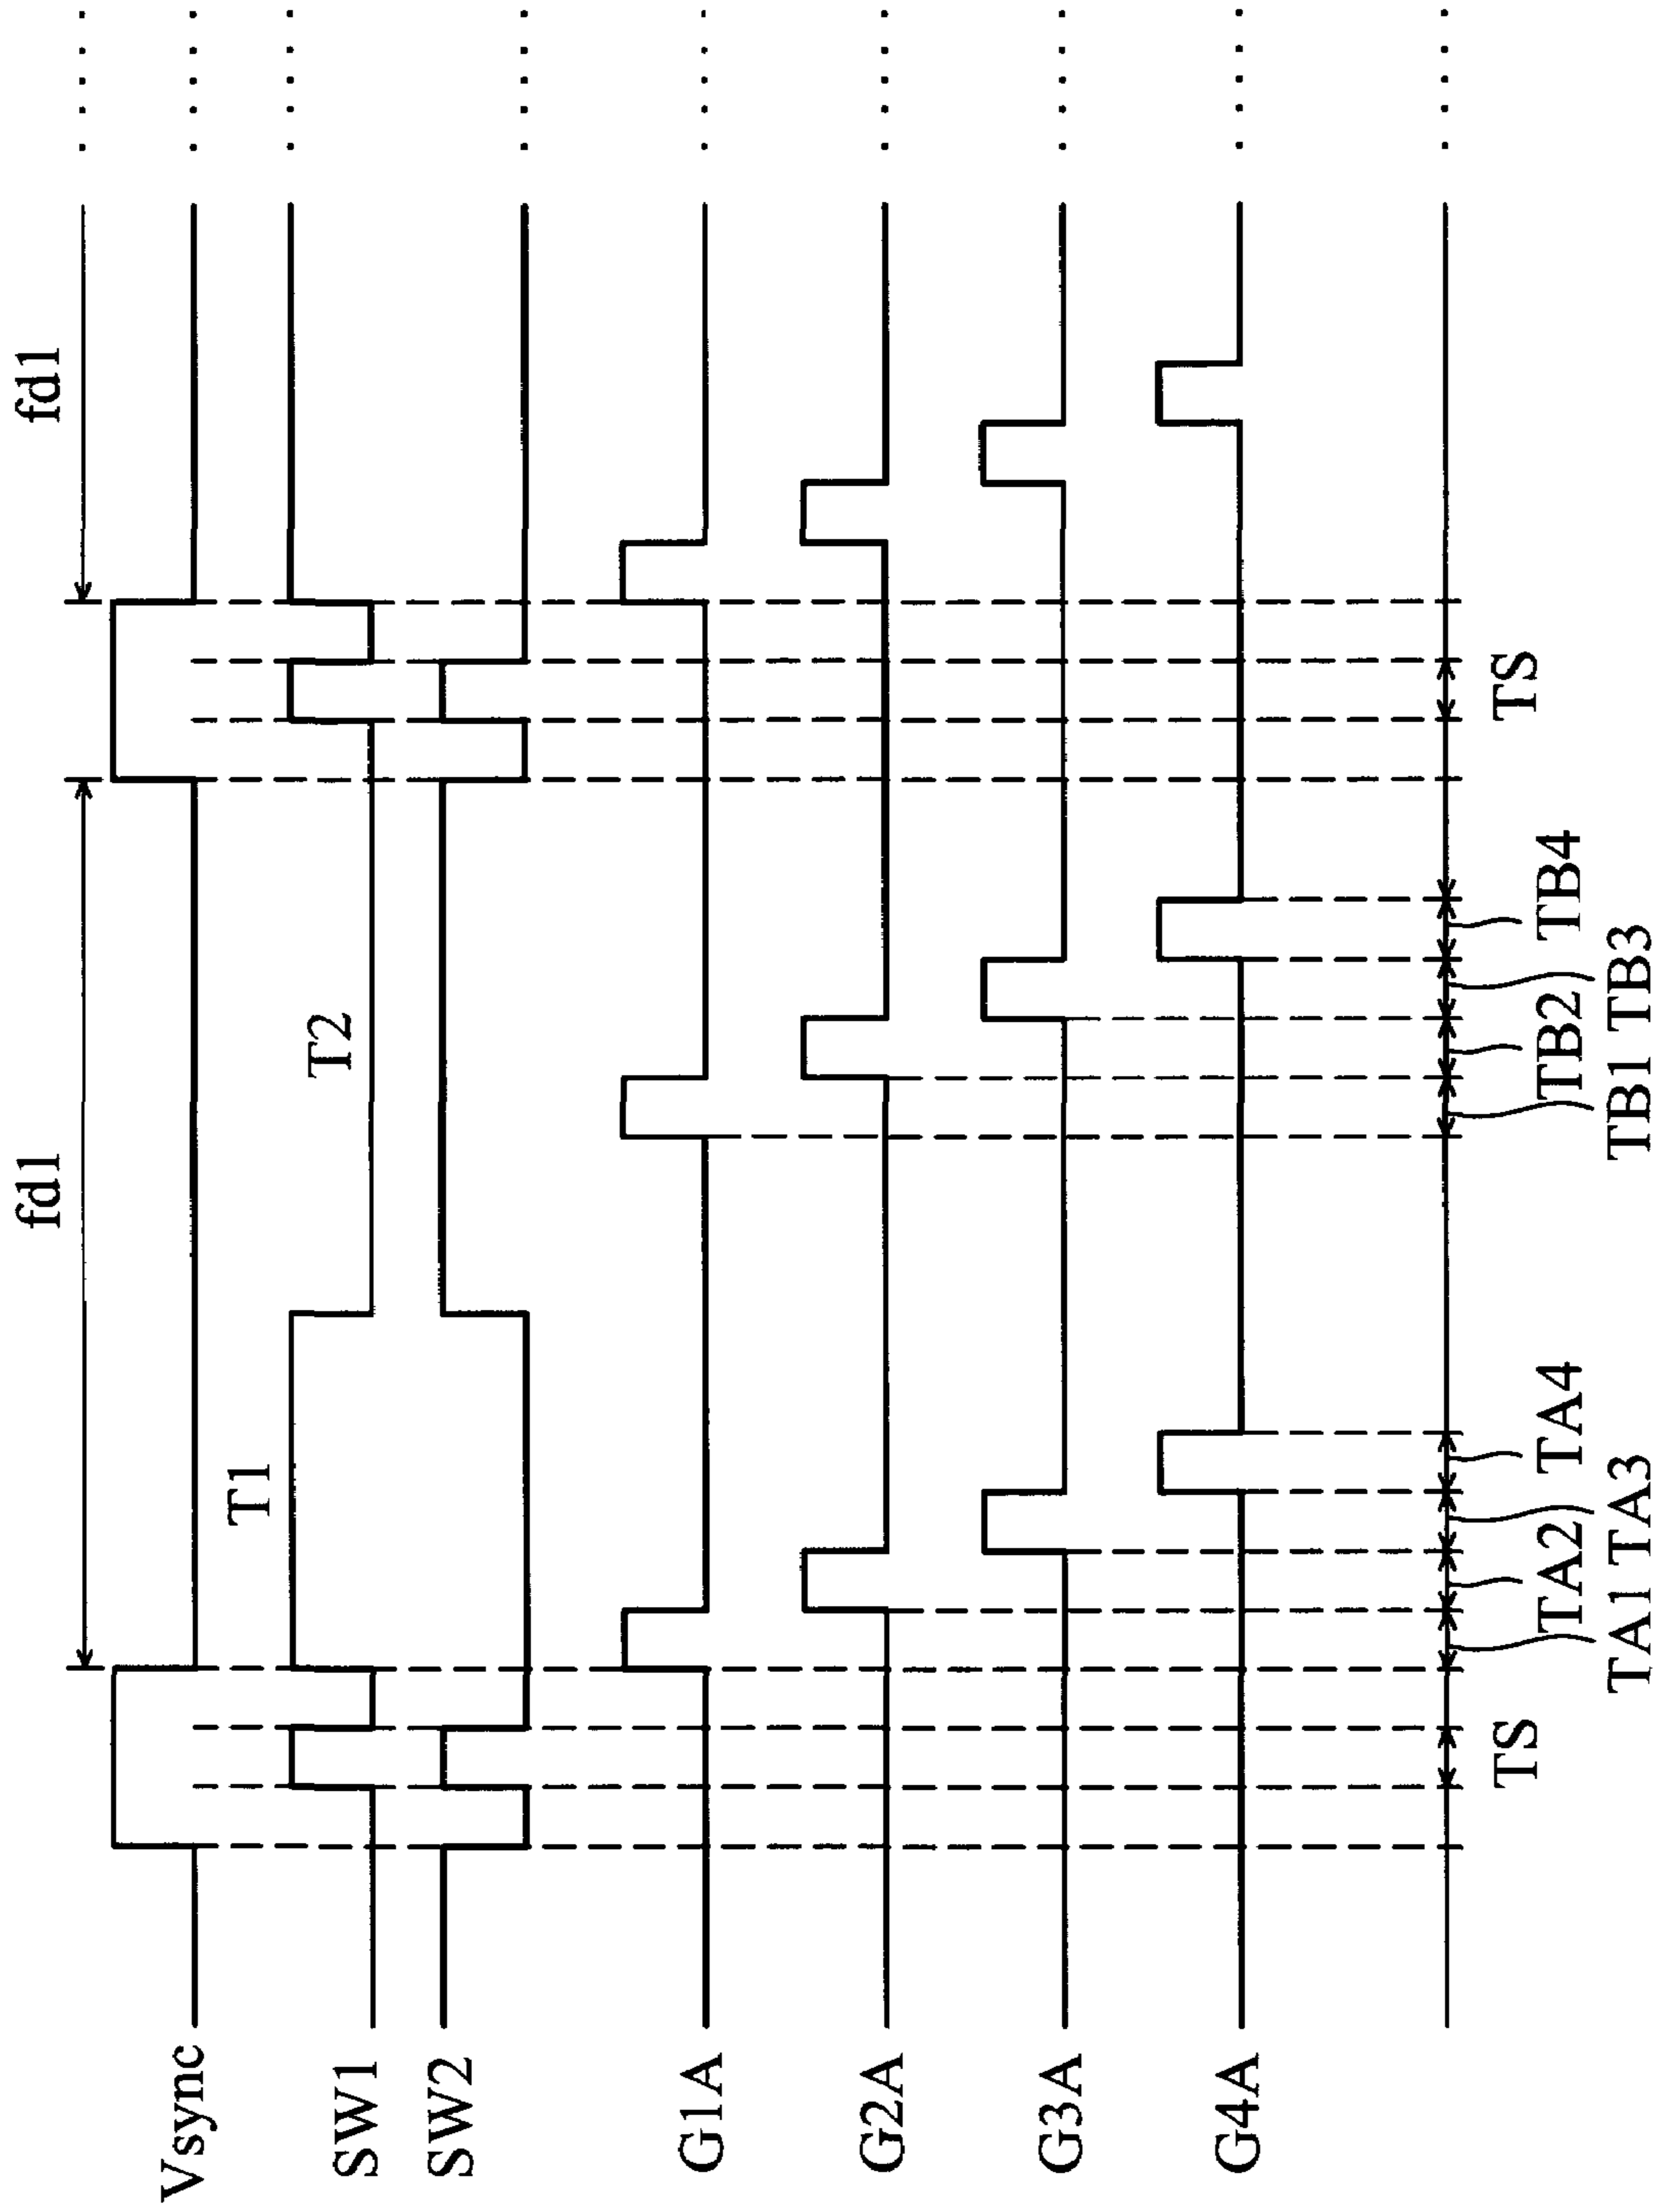 fd1 fd1
Vsync
T1
SW1
T2
SW2
G1A
G2A
G3A
G4A
TS TS
TA2 TA4 TB2 TB4
TA1 TA3 TB1 TB3